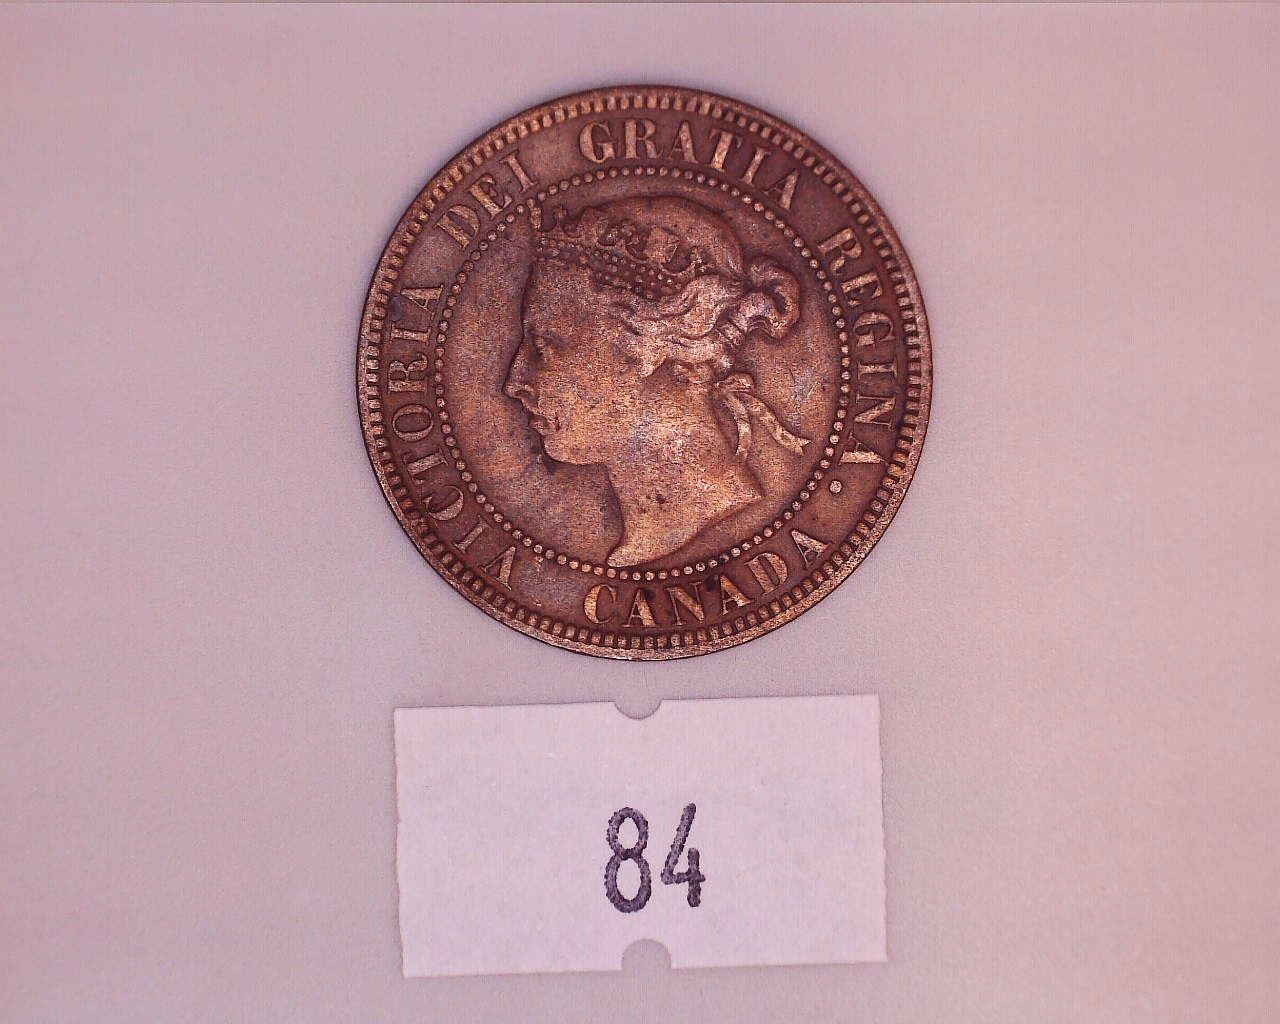 VICTORIA DEI GRATIA REGINA.
CANADA
84